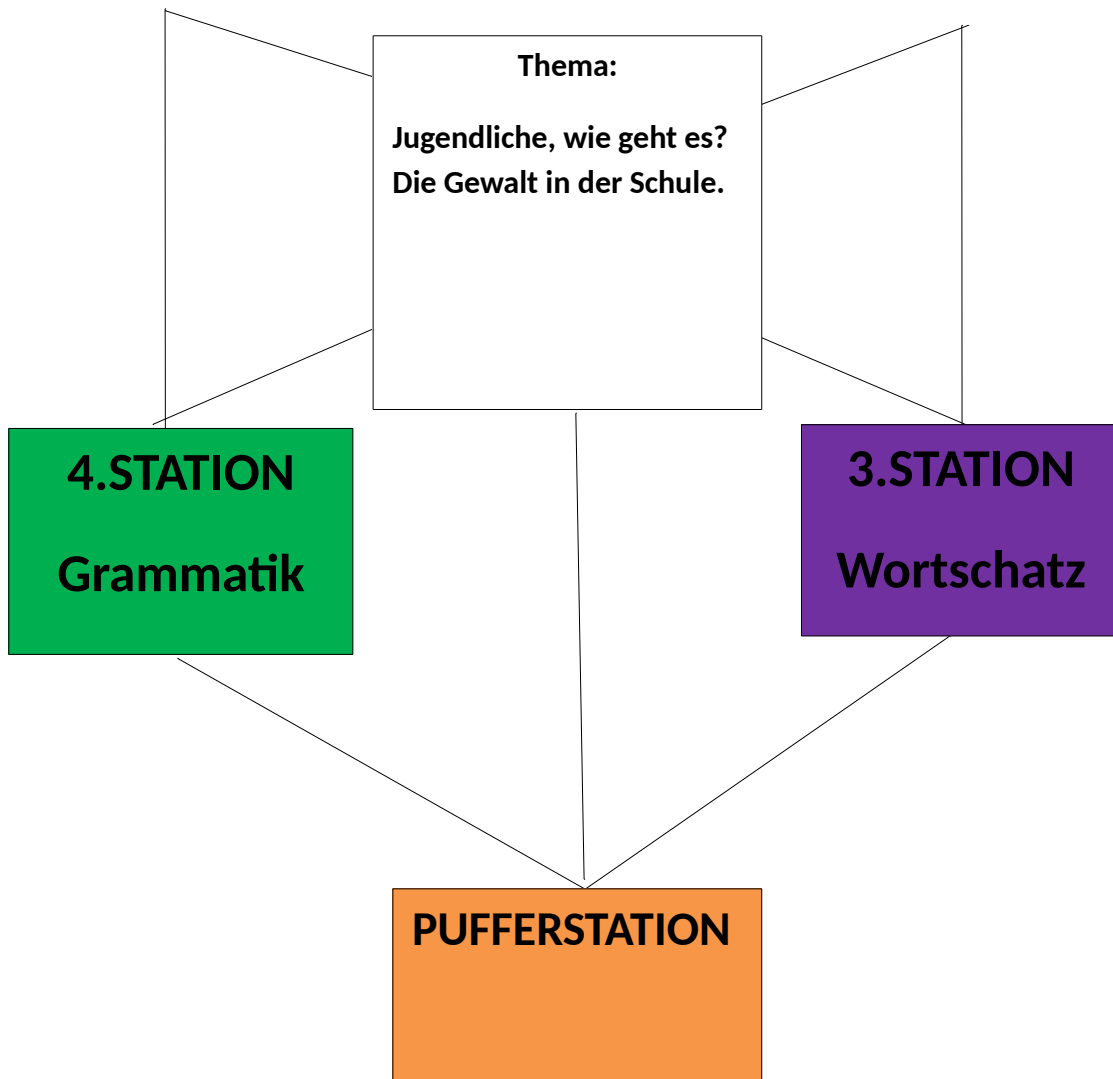 Thema:
Jugendliche, wie geht es?
Die Gewalt in der Schule.
4.STATION
Grammatik
3.STATION
Wortschatz
PUFFERSTATION